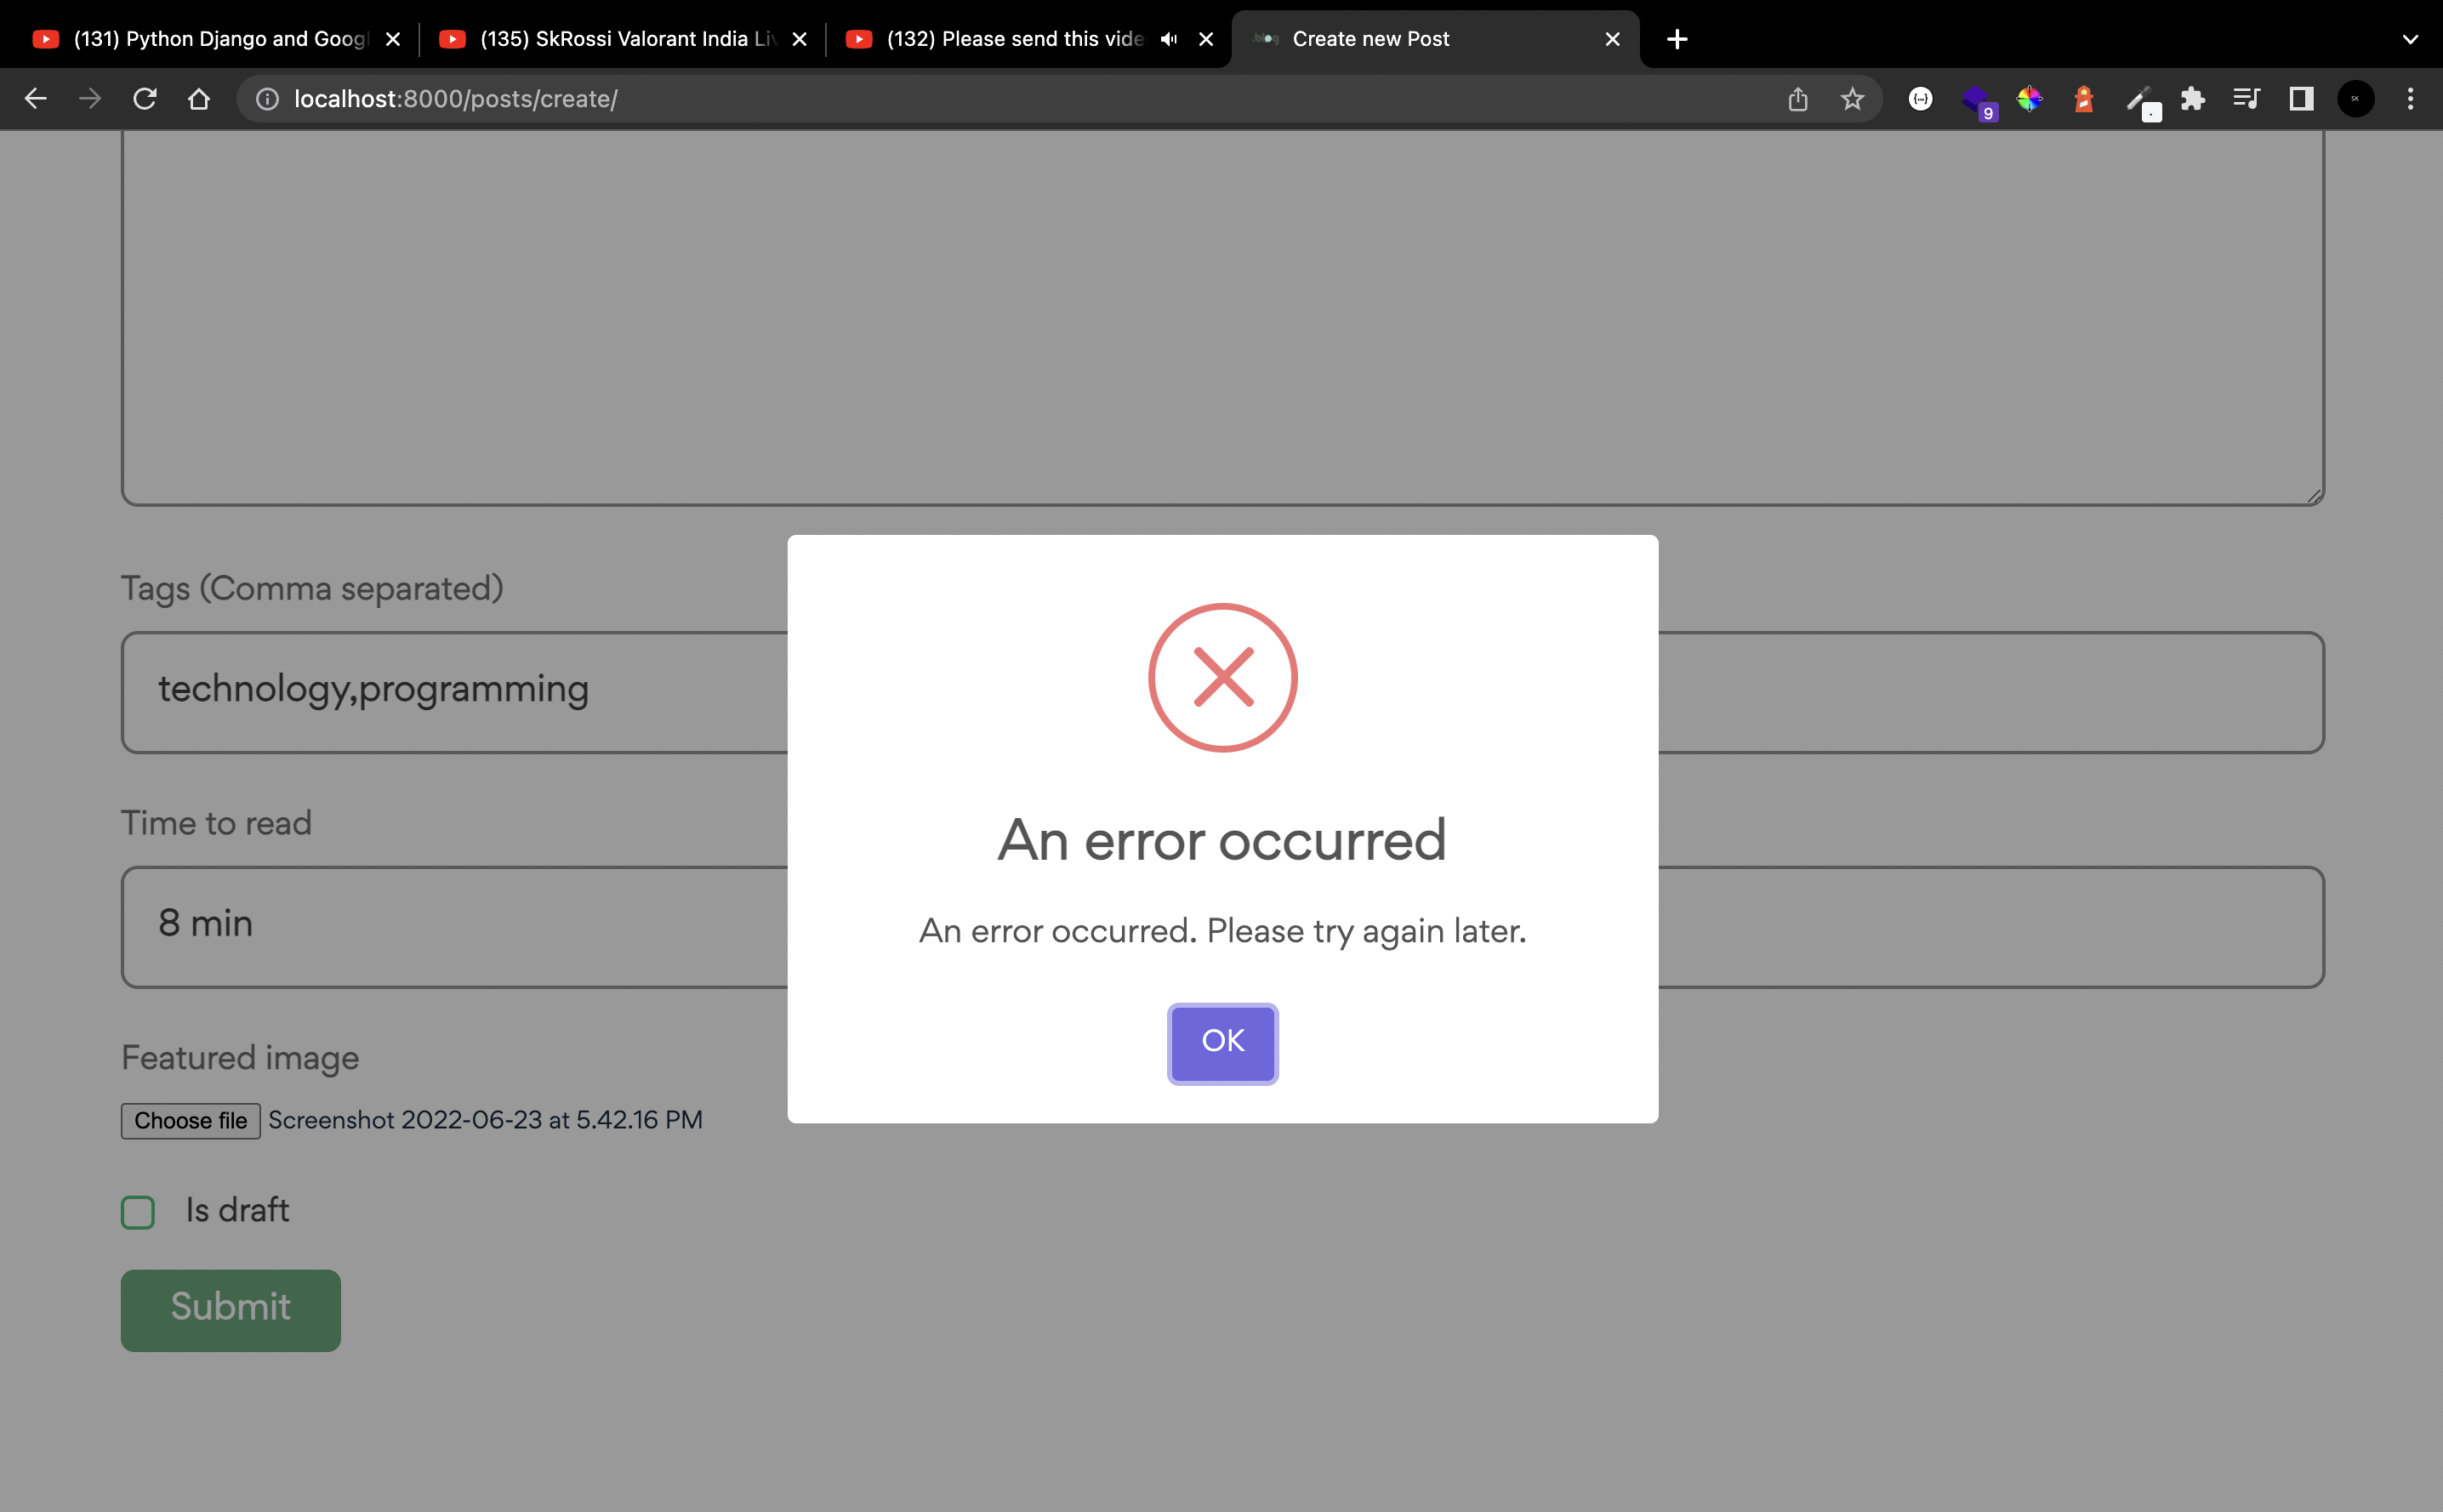 (131) Python Django and Goog
(135) SkRossi Valorant India Liv
(132) Please send this vide
Create new Post
localhost:8000/posts/create/
9
SK
Tags (Comma separated)
technology,programming
Time to read
8 min
Featured image
Choose file Screenshot 2022-06-23 at 5.42.16 PM
Is draft
Submit
An error occurred
An error occurred. Please try again later.
OK